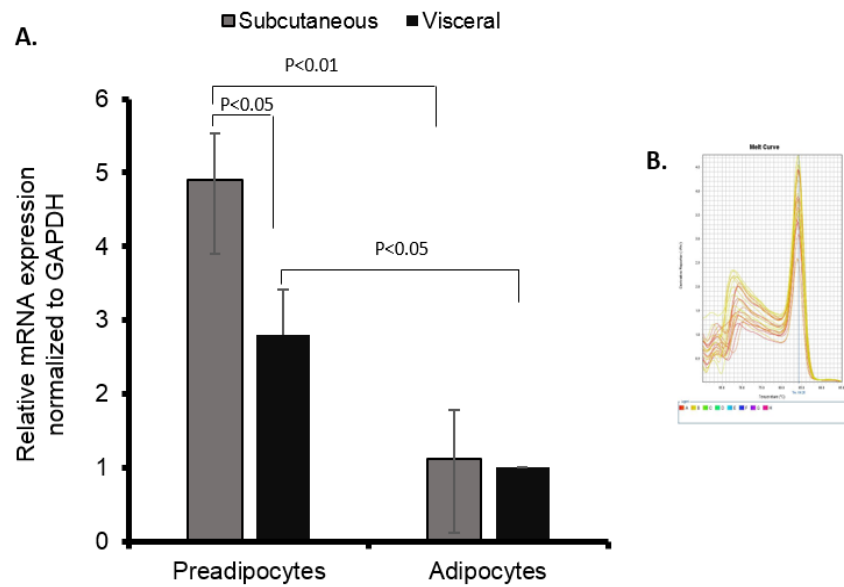 A.
Subcutaneous Visceral
P<0.01
P<0.05
P<0.05
6
5
4
3
2
1
0
Relative mRNA expression
normalized to GAPDH
Preadipocytes Adipocytes
B.
Melt Curve
Temperature (°C)